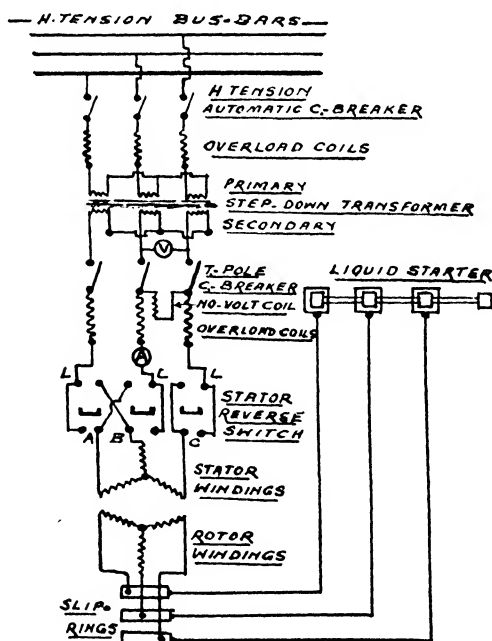 H.TENSION BUS-BARS
H TENSION
AUTOMATIC C-BREAKER
OVERLOAD COILS
PRIMARY
STEP-DOWN TRANSFORMER
SECONDARY
V
T-POLE
C-BREAKER
NO-VOLT COIL
OVERLOAD COILS
LIQUID STARTER
A
L L L
STATOR
REVERSE
SWITCH
A B C
STATOR
WINDINGS
ROTOR
WINDINGS
SLIP-
RINGS